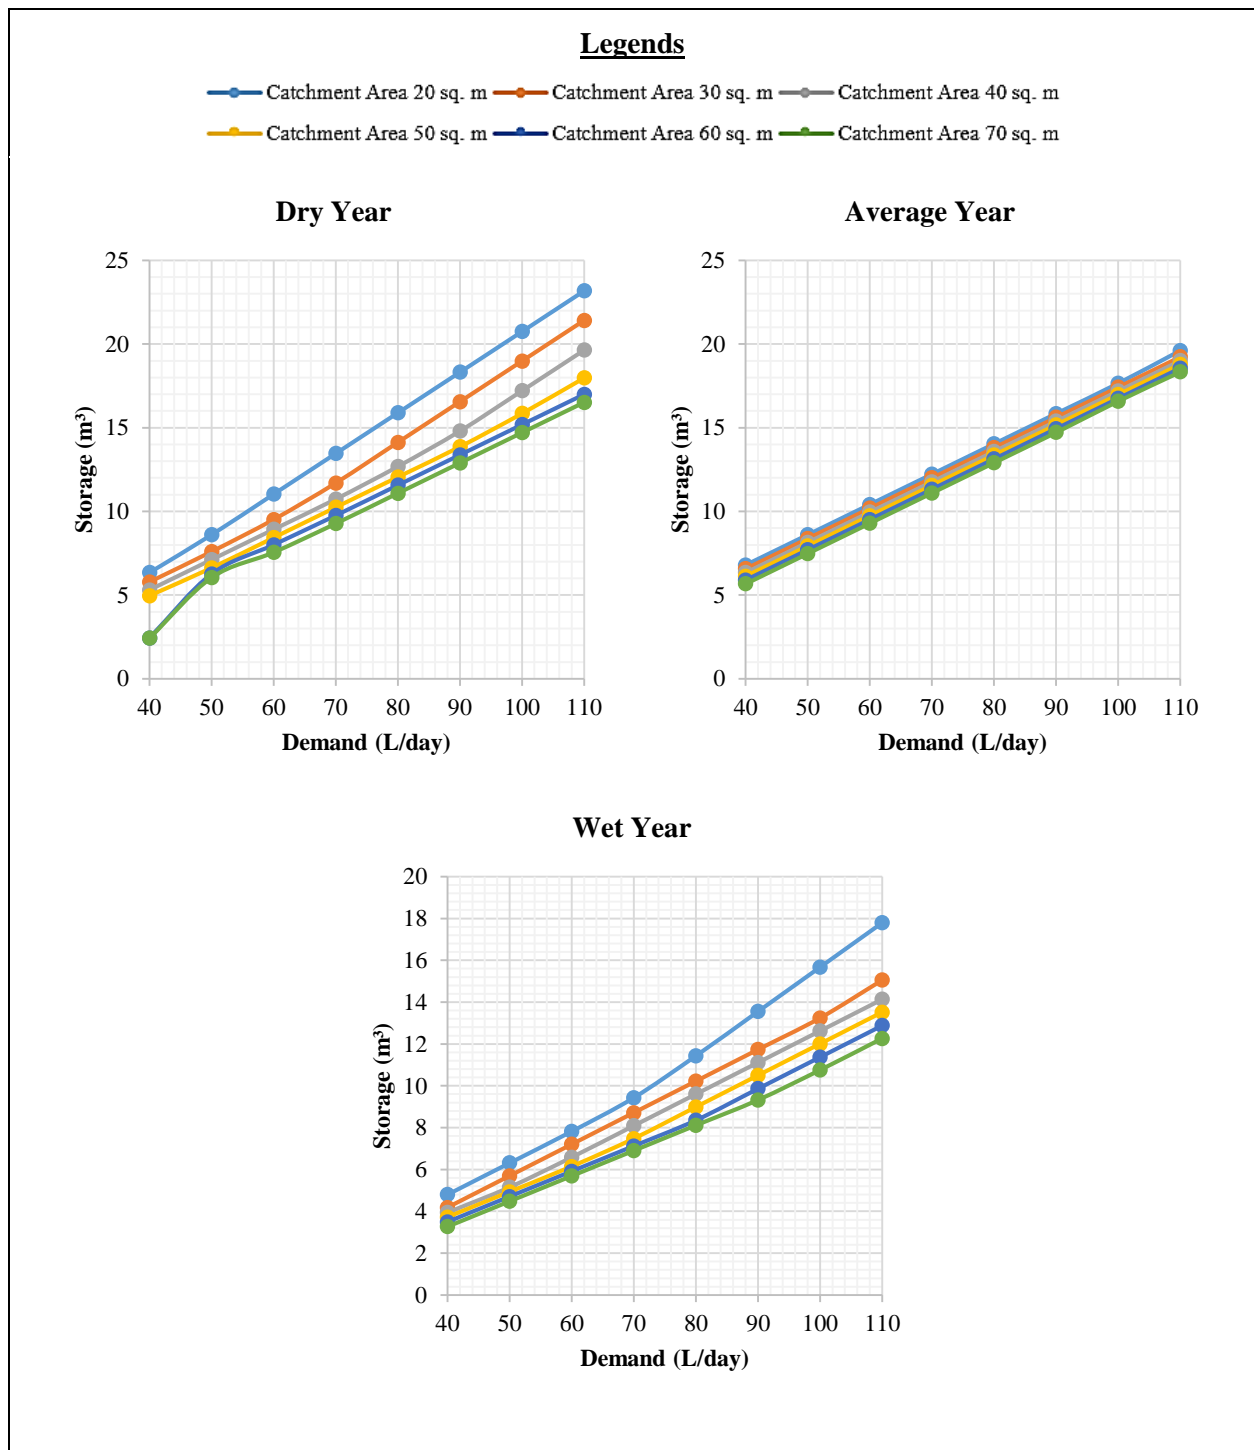 Legends
Catchment Area 20 sq. m Catchment Area 30 sq. m Catchment Area 40 sq. m
Catchment Area 50 sq. m Catchment Area 60 sq. m Catchment Area 70 sq. m
Dry Year
25
20
15
10
5
0
Storage (m³)
40 50 60 70 80 90 100 110
Demand (L/day)
Average Year
25
20
15
10
5
0
Storage (m³)
40 50 60 70 80 90 100 110
Demand (L/day)
Wet Year
20
18
16
14
12
10
8
6
4
2
0
Storage (m³)
40 50 60 70 80 90 100 110
Demand (L/day)